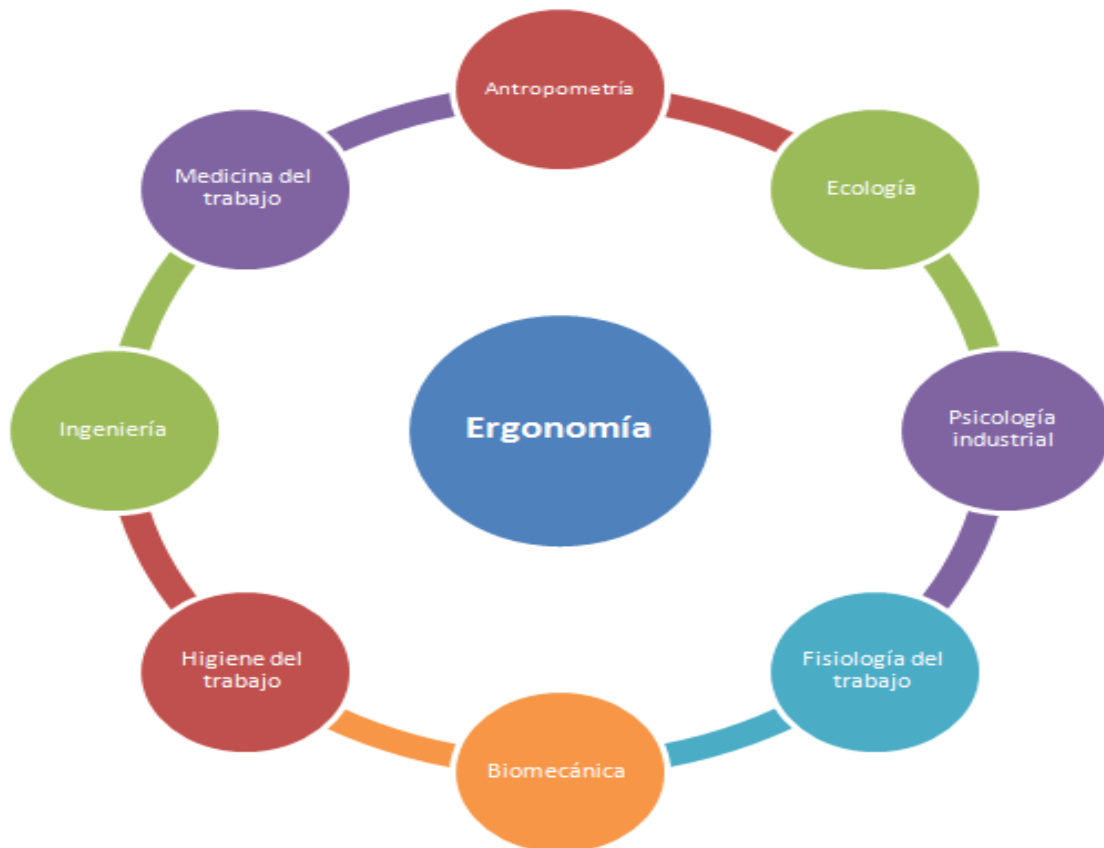 Antropometría
Medicina del
trabajo
Ecología
Ingeniería
Ergonomía
Psicología
industrial
Higiene del
trabajo
Fisiología del
trabajo
Biomecánica